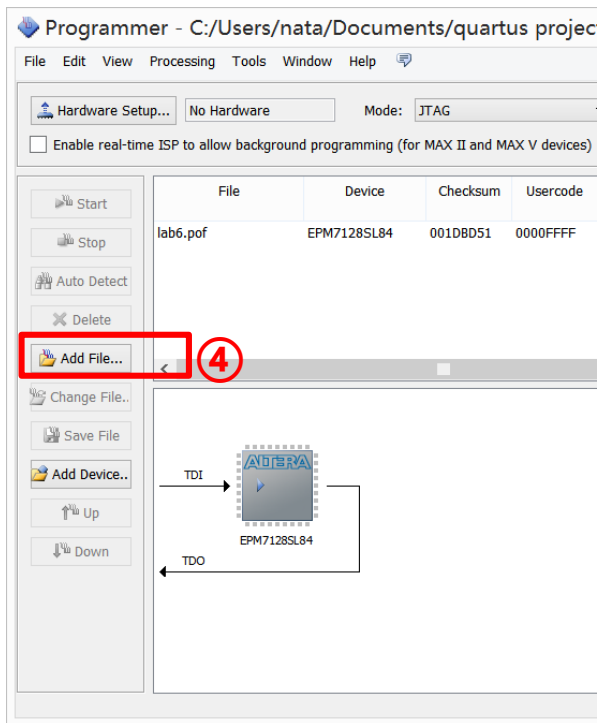 Programmer - C:/Users/nata/Documents/quartus projec
File Edit View Processing Tools Window Help
Hardware Setup... No Hardware Mode: JTAG
Enable real-time ISP to allow background programming (for MAX II and MAX V devices)
File Device Checksum Usercode
lab6.pof EPM7128SL84 001DBD51 0000FFFF
Start
Stop
Auto Detect
Delete
Add File...
④
Change File..
Save File
Add Device..
Up
Down
ALTERA
TDI
EPM7128SL84
TDO